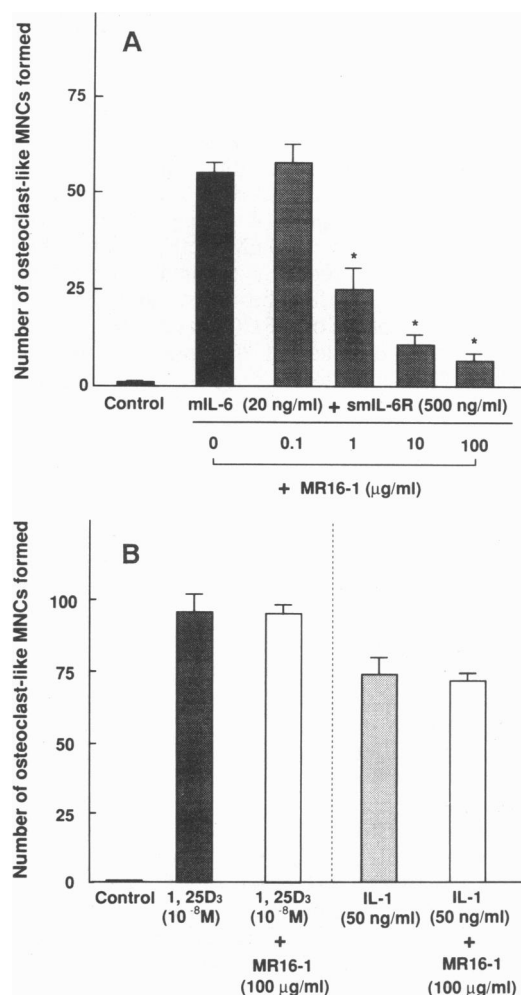 A
Number of osteoclast-like MNCs formed
75
50
25
0
*
*
*
Control
mIL-6 (20 ng/ml) + smIL-6R (500 ng/ml)
0 0.1 1 10 100
+ MR16-1 (μg/ml)
B
Number of osteoclast-like MNCs formed
100
75
50
25
0
Control
1, 25D₃
(10⁻⁸M)
1, 25D₃
(10⁻⁸M)
+
MR16-1
(100 μg/ml)
IL-1
(50 ng/ml)
IL-1
(50 ng/ml)
+
MR16-1
(100 μg/ml)